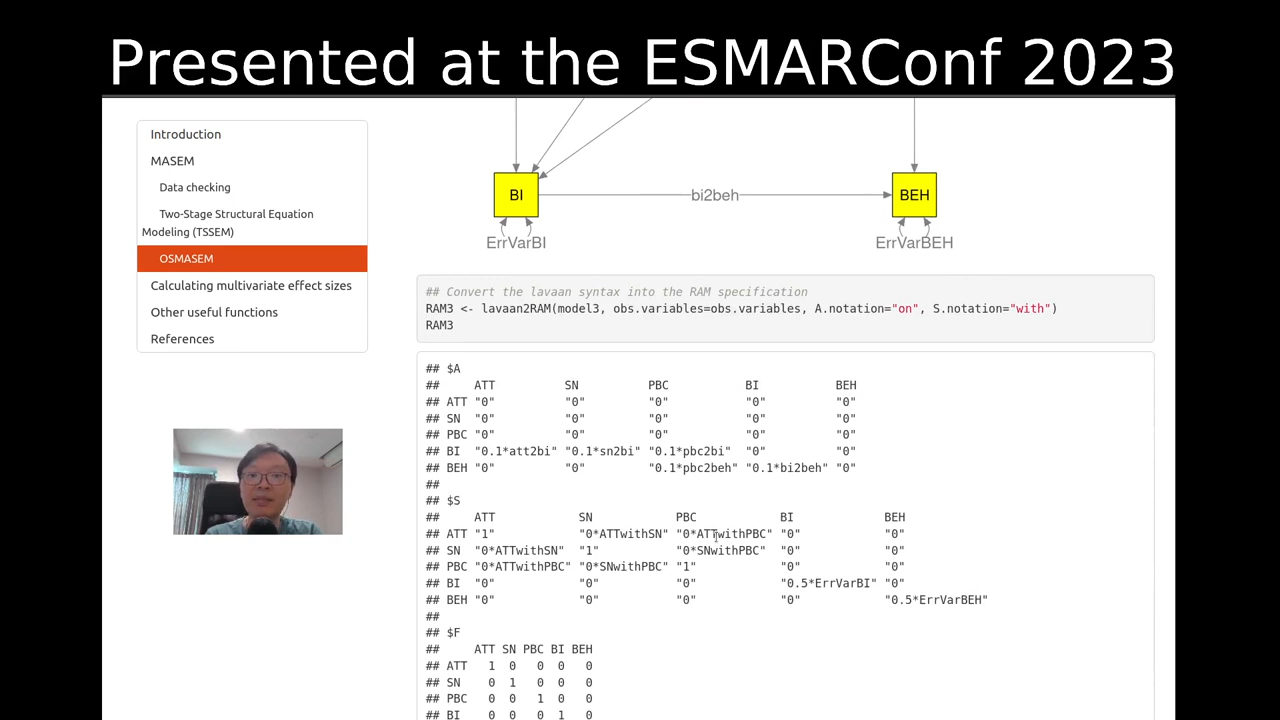 Presented at the ESMARConf 2023
Introduction
MASEM
Data checking
Two-Stage Structural Equation
Modeling (TSSEM)
OSMASEM
Calculating multivariate effect sizes
Other useful functions
References
BI
bi2beh
BEH
ErrVarBI
ErrVarBEH
## Convert the lavaan syntax into the RAM specification
RAM3 <- lavaan2RAM(model3, obs.variables=obs.variables, A.notation="on", S.notation="with")
RAM3
## $A
##     ATT          SN          PBC           BI           BEH
## ATT "0"          "0"         "0"           "0"          "0"
## SN  "0"          "0"         "0"           "0"          "0"
## PBC "0"          "0"         "0"           "0"          "0"
## BI  "0.1*att2bi" "0.1*sn2bi" "0.1*pbc2bi"  "0"          "0"
## BEH "0"          "0"         "0.1*pbc2beh" "0.1*bi2beh" "0"
##
## $S
##     ATT            SN            PBC            BI             BEH
## ATT "1"            "0*ATTwithSN" "0*ATTwithPBC" "0"            "0"
## SN  "0*ATTwithSN"  "1"           "0*SNwithPBC"  "0"            "0"
## PBC "0*ATTwithPBC" "0*SNwithPBC" "1"            "0"            "0"
## BI  "0"            "0"           "0"            "0.5*ErrVarBI" "0"
## BEH "0"            "0"           "0"            "0"            "0.5*ErrVarBEH"
##
## $F
##     ATT SN PBC BI BEH
## ATT   1  0   0  0   0
## SN    0  1   0  0   0
## PBC   0  0   1  0   0
## BI    0  0   0  1   0